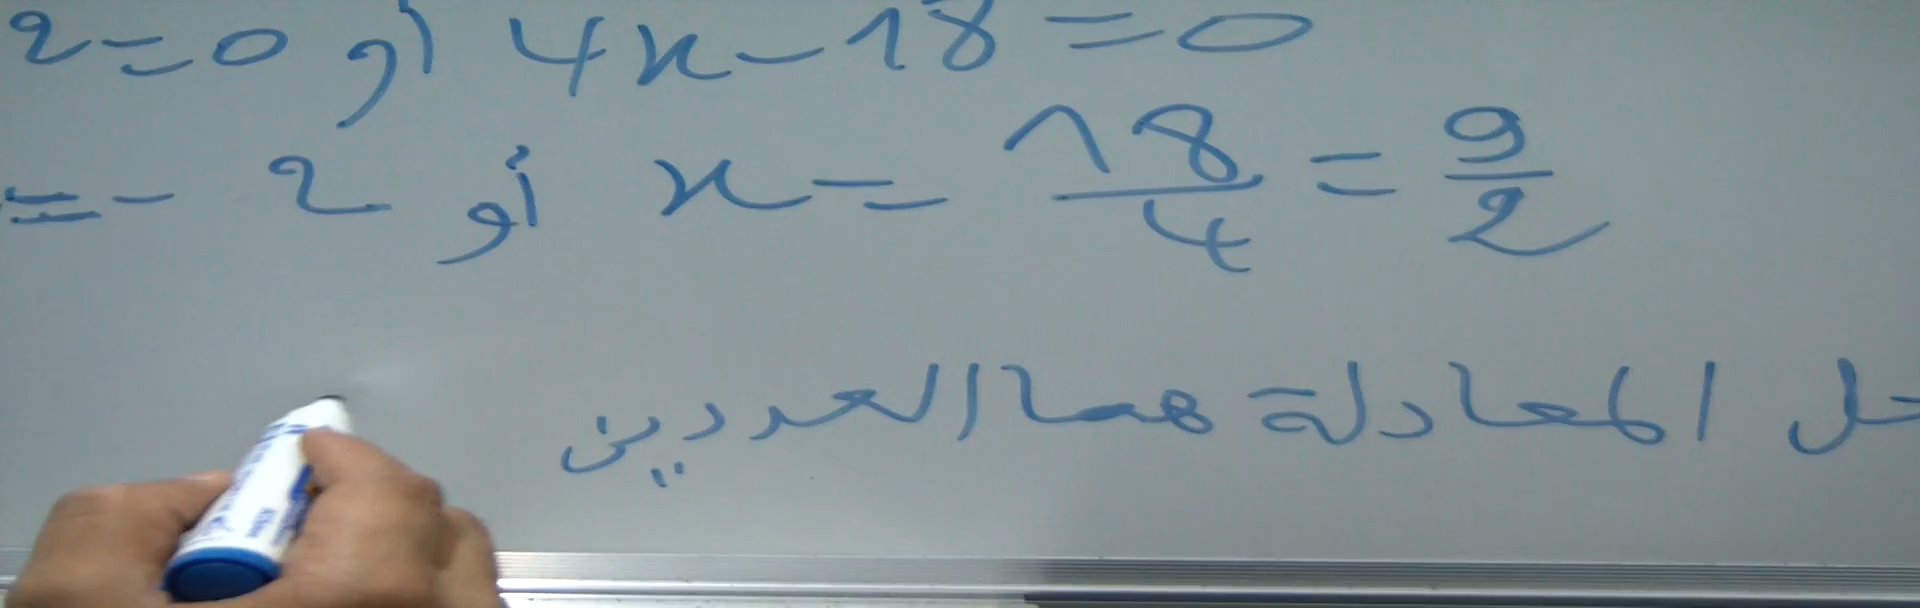 2=0 أو 4x-18=0
=-2 أو x=18/4=9/2
حل المعادلة هما العددين